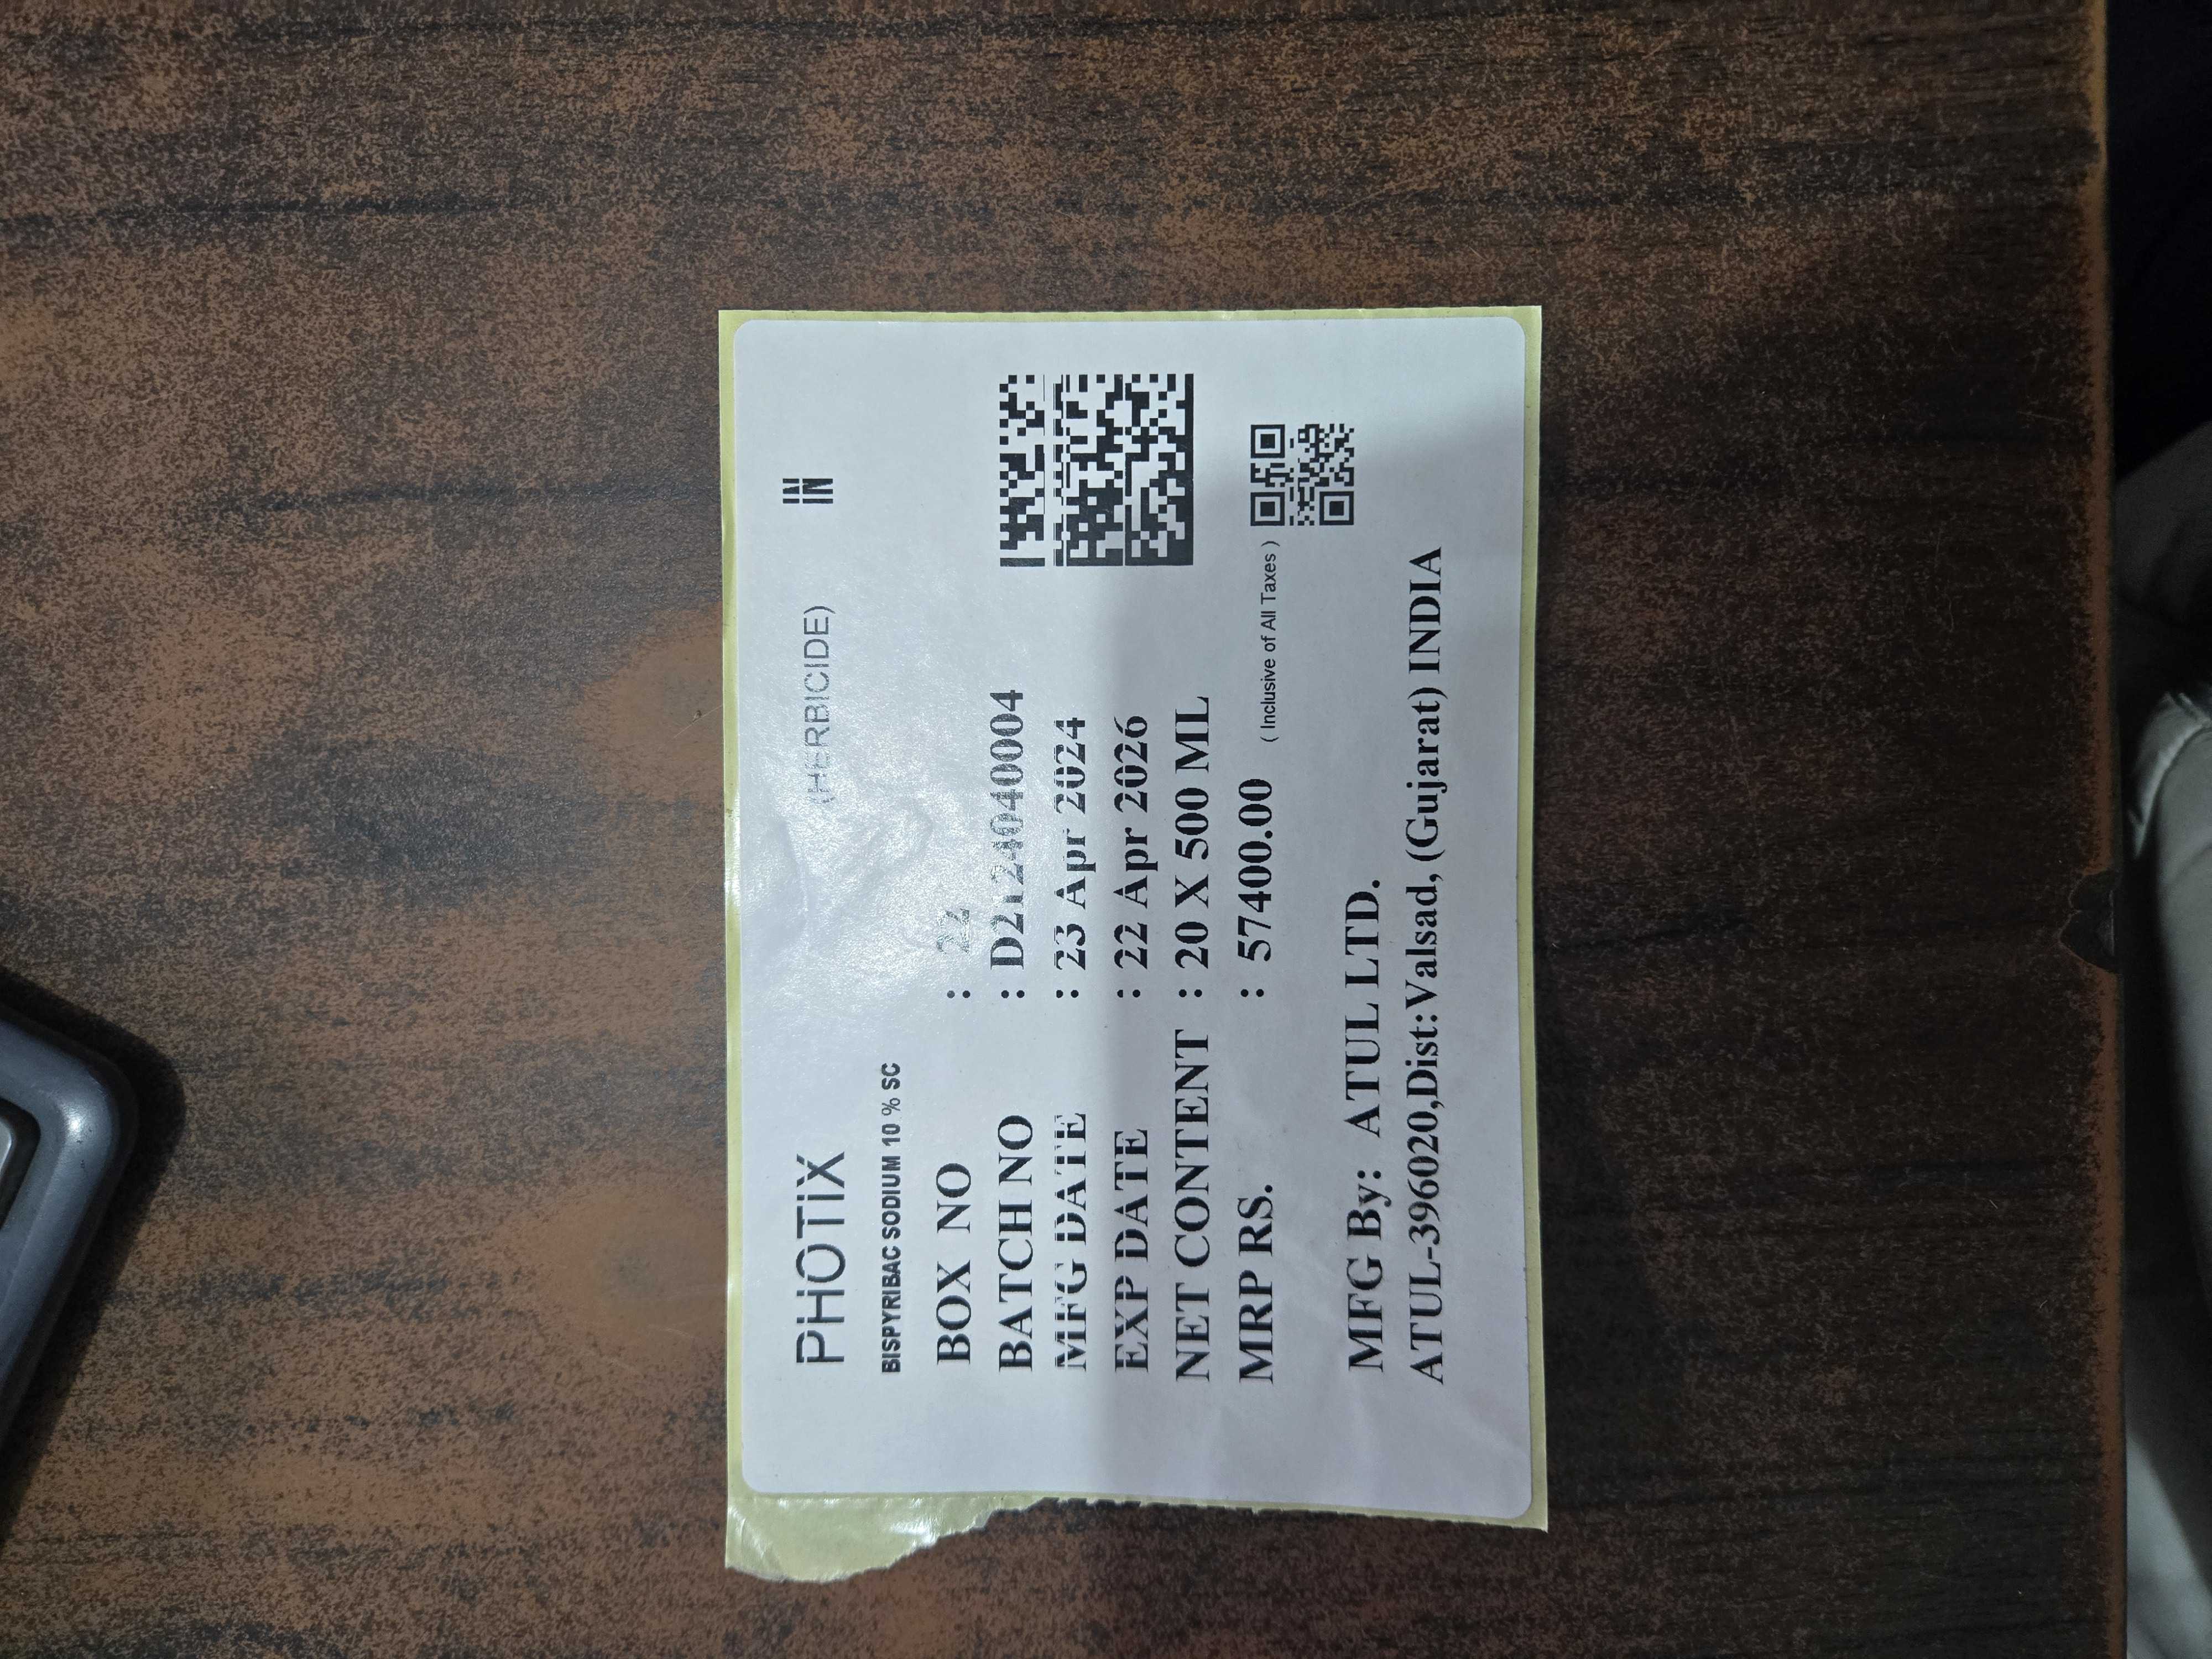 PHOTIX (HERBICIDE) IN
BISPYRIBAC SODIUM 10 % SC
BOX NO :
BATCH NO :
MFG DATE : 23 Apr 2024
EXP DATE : 22 Apr 2026
NET CONTENT : 20 X 500 ML
MRP RS. : 57400.00
( Inclusive of All Taxes )
MFG By: ATUL LTD.
ATUL-396020,Dist:Valsad, (Gujarat) INDIA